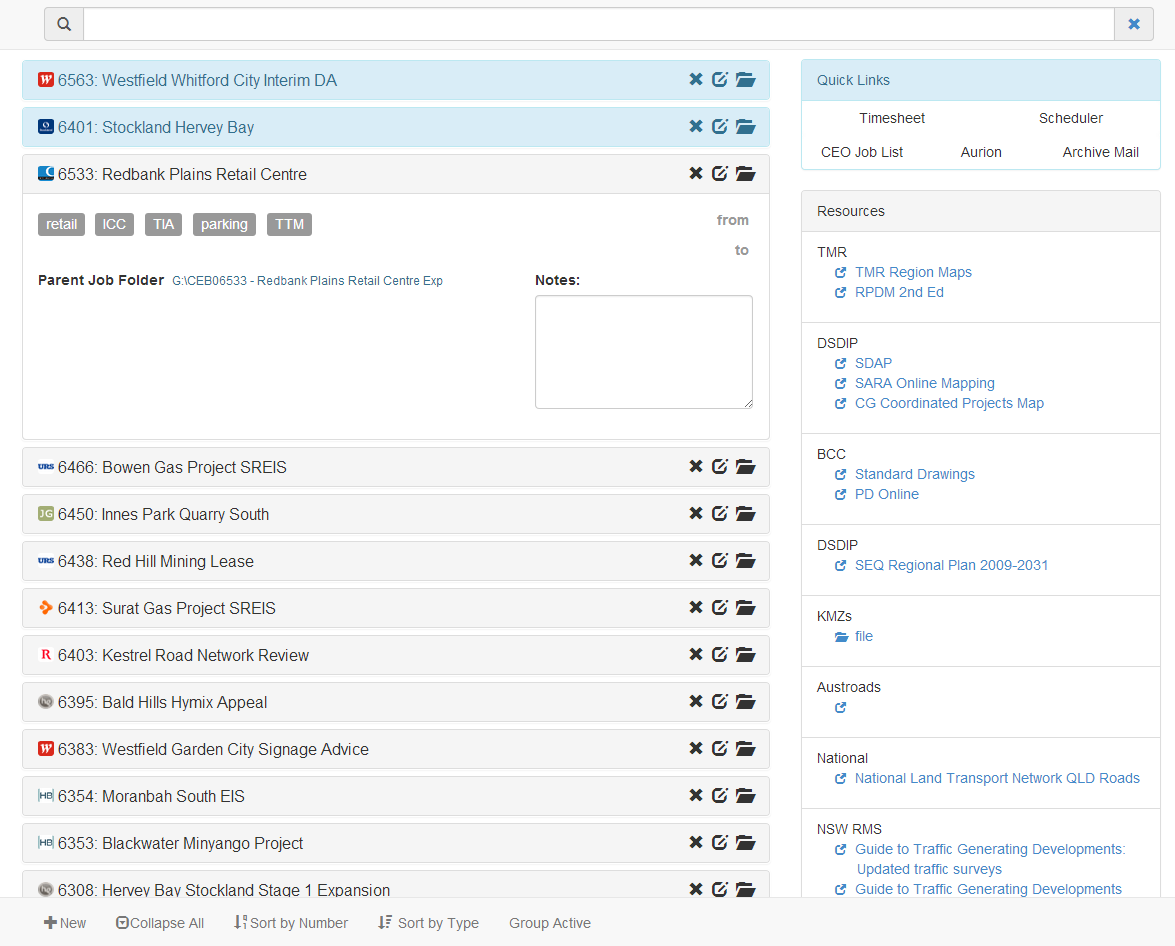 6563: Westfield Whitford City Interim DA
6401: Stockland Hervey Bay
6533: Redbank Plains Retail Centre
retail ICC TIA parking TTM
from
to
Parent Job Folder G:\CEB06533 - Redbank Plains Retail Centre Exp
Notes:
URS 6466: Bowen Gas Project SREIS
JG 6450: Innes Park Quarry South
URS 6438: Red Hill Mining Lease
6413: Surat Gas Project SREIS
R 6403: Kestrel Road Network Review
6395: Bald Hills Hymix Appeal
6383: Westfield Garden City Signage Advice
HB 6354: Moranbah South EIS
HB 6353: Blackwater Minyango Project
6308: Hervey Bay Stockland Stage 1 Expansion
Quick Links
Timesheet Scheduler
CEO Job List Aurion Archive Mail
Resources
TMR
TMR Region Maps
RPDM 2nd Ed
DSDIP
SDAP
SARA Online Mapping
CG Coordinated Projects Map
BCC
Standard Drawings
PD Online
DSDIP
SEQ Regional Plan 2009-2031
KMZs
file
Austroads
National
National Land Transport Network QLD Roads
NSW RMS
Guide to Traffic Generating Developments:
Updated traffic surveys
Guide to Traffic Generating Developments
New Collapse All Sort by Number Sort by Type Group Active